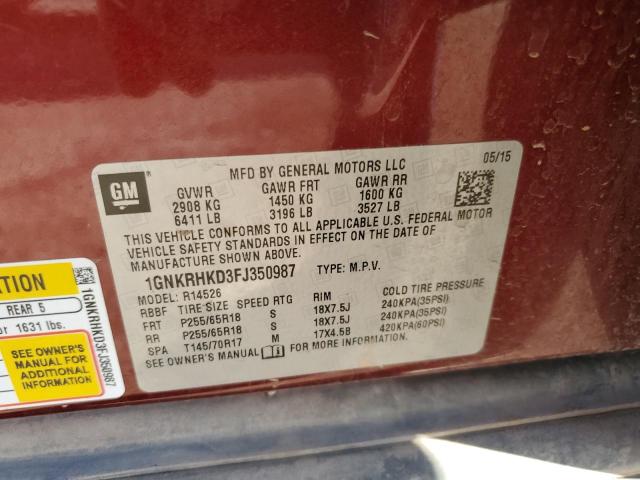 GM
MFD BY GENERAL MOTORS LLC
05/15
GVWR GAWR FRT GAWR RR
2908 KG 1450 KG 1600 KG
6411 LB 3196 LB 3527 LB
THIS VEHICLE CONFORMS TO ALL APPLICABLE U.S. FEDERAL MOTOR
VEHICLE SAFETY STANDARDS IN EFFECT ON THE DATE OF
MANUFACTURE SHOWN ABOVE.
1GNKRHKD3FJ350987 TYPE: M.P.V.
MODEL: R14526
RBBF TIRE SIZE SPEED RTG RIM COLD TIRE PRESSURE
FRT P255/65R18 S 18X7.5J 240KPA(35PSI)
RR P255/65R18 S 18X7.5J 240KPA(35PSI)
SPA T145/70R17 M 17X4.5B 420KPA(60PSI)
SEE OWNER'S MANUAL FOR MORE INFORMATION.
TION
REAR 5
or 1631 lbs.
SEE OWNER'S
MANUAL FOR
ADDITIONAL
INFORMATION
1GNKRHKD3FJ350987